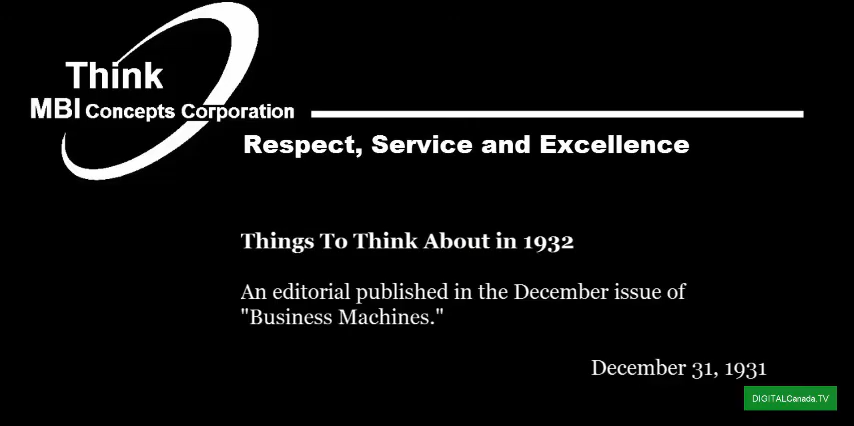 Think
MBI Concepts Corporation
Respect, Service and Excellence
Things To Think About in 1932
An editorial published in the December issue of
"Business Machines."
December 31, 1931
DIGITALCanada.TV